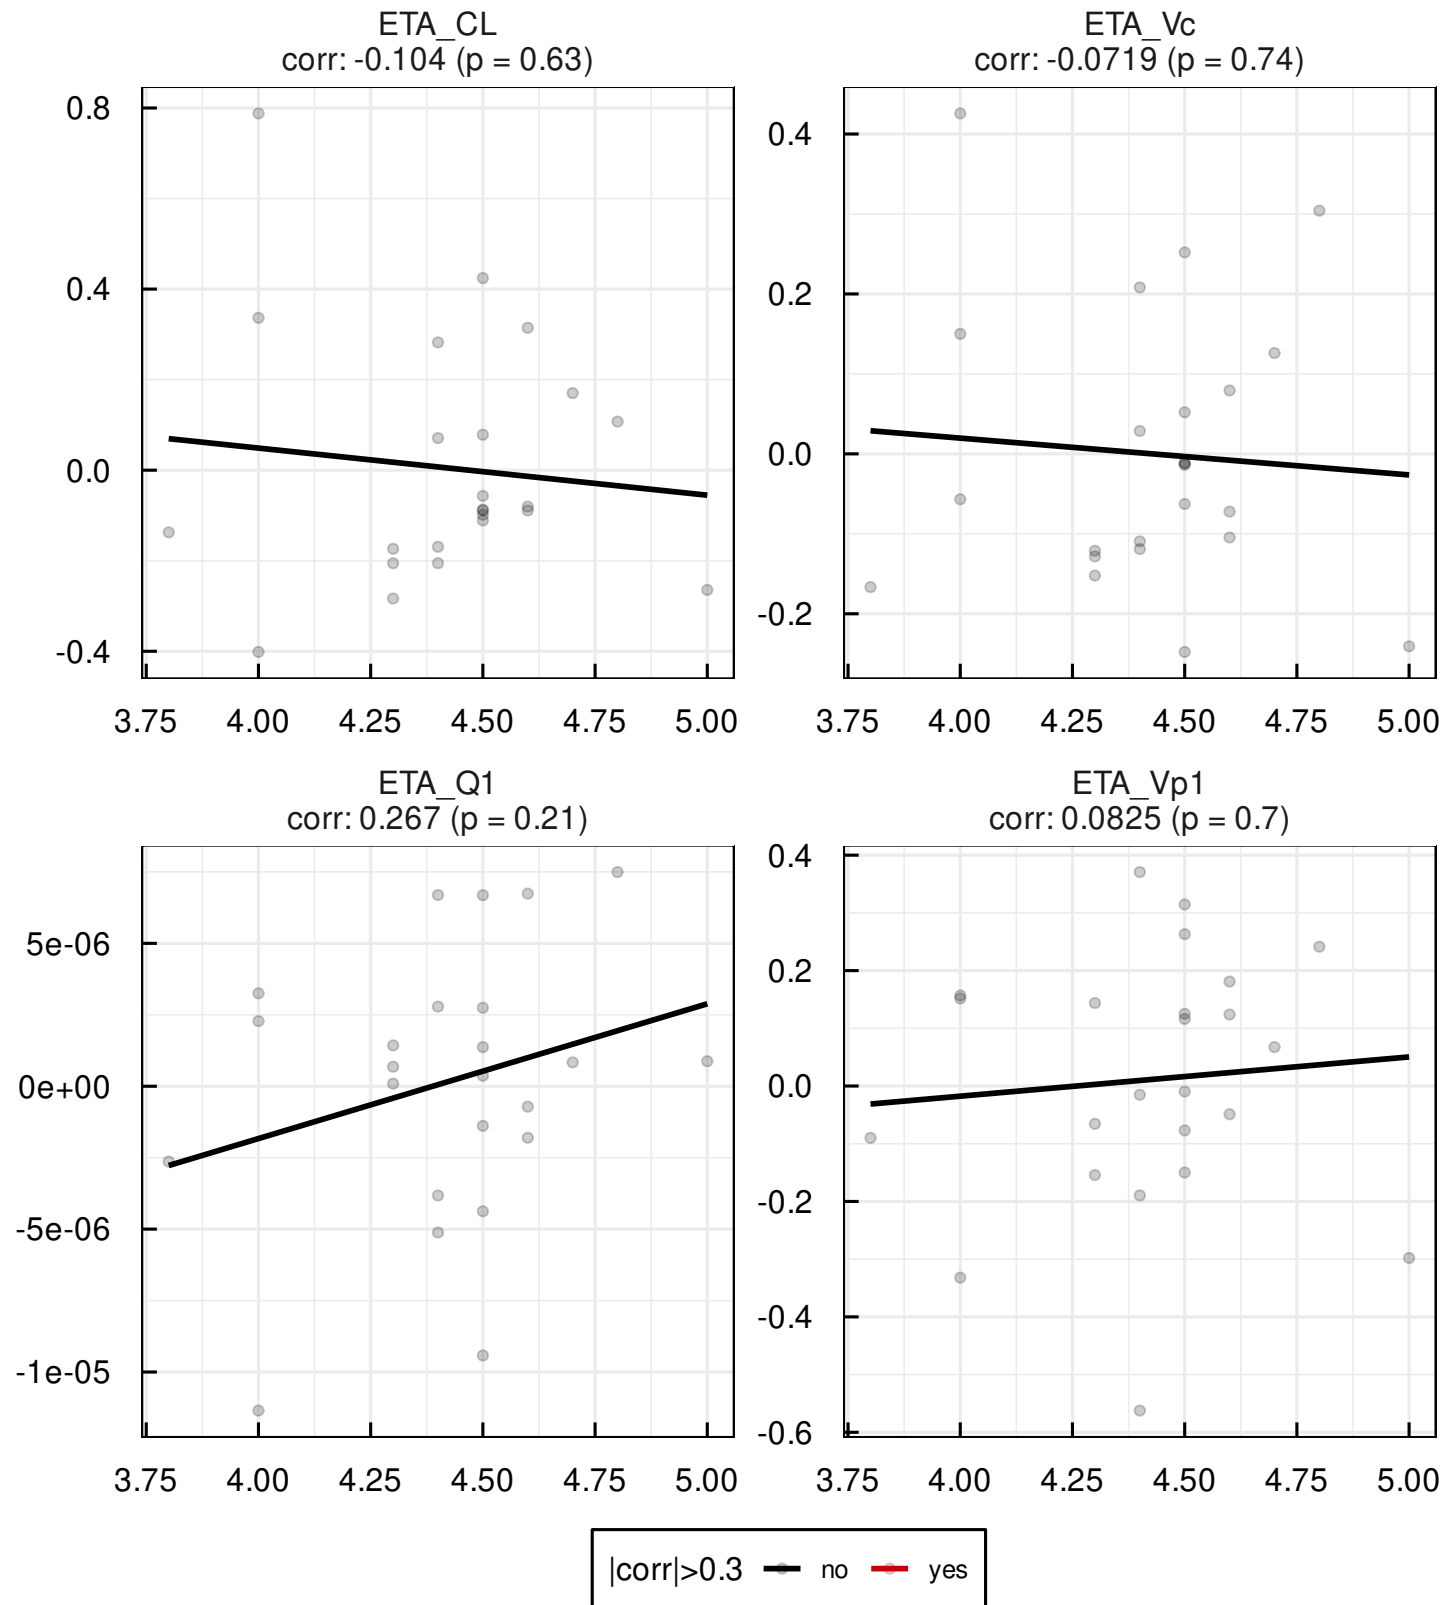 ETA_CL
corr: -0.104 (p = 0.63)
0.8
0.4
0.0
-0.4
3.75 4.00 4.25 4.50 4.75 5.00
ETA_Vc
corr: -0.0719 (p = 0.74)
0.4
0.2
0.0
-0.2
3.75 4.00 4.25 4.50 4.75 5.00
ETA_Q1
corr: 0.267 (p = 0.21)
5e-06
0e+00
-5e-06
-1e-05
3.75 4.00 4.25 4.50 4.75 5.00
ETA_Vp1
corr: 0.0825 (p = 0.7)
0.4
0.2
0.0
-0.2
-0.4
-0.6
3.75 4.00 4.25 4.50 4.75 5.00
|corr|>0.3 no yes